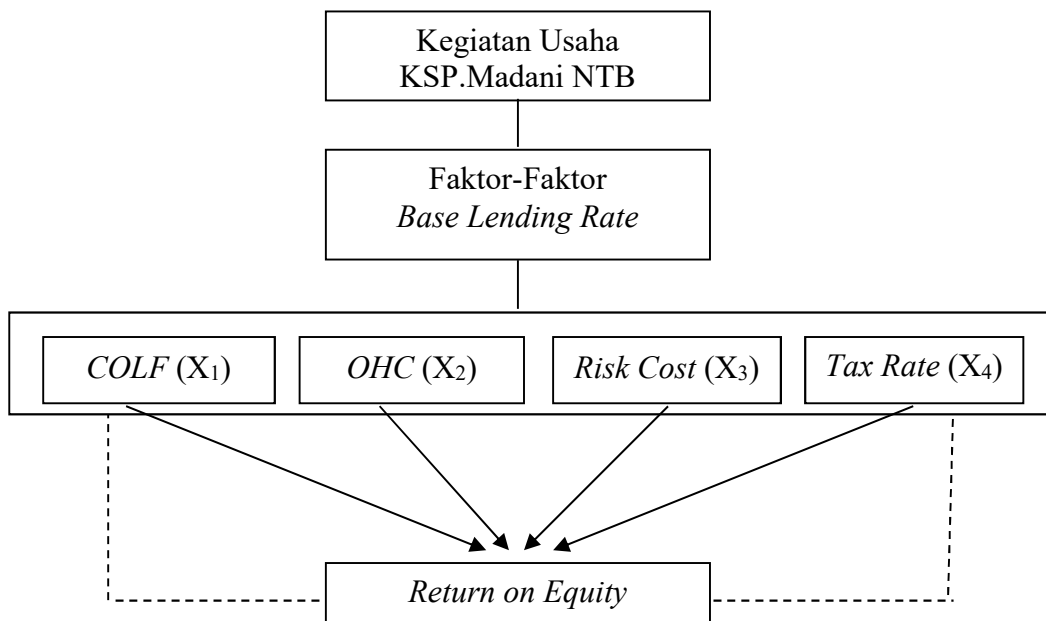 Kegiatan Usaha
KSP.Madani NTB
Faktor-Faktor
Base Lending Rate
COLF (X₁)
OHC (X₂)
Risk Cost (X₃)
Tax Rate (X₄)
Return on Equity